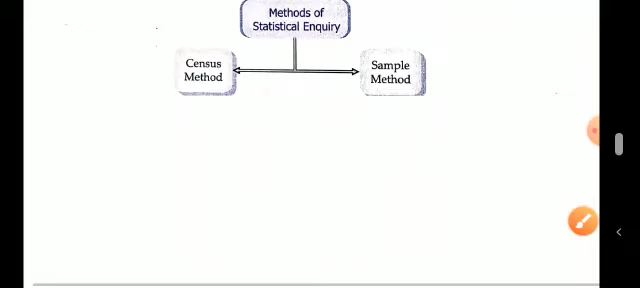 Methods of
Statistical Enquiry
Census
Method
Sample
Method